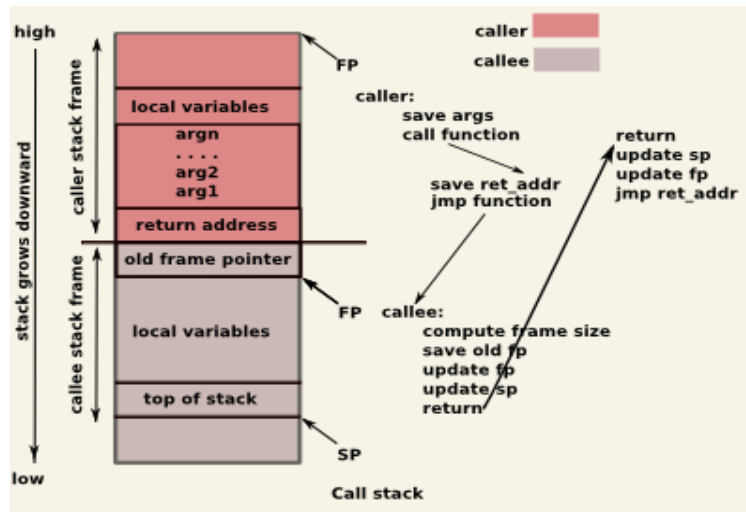 high
caller
callee
FP
caller stack frame
local variables
argn
. . . .
arg2
arg1
return address
stack grows downward
old frame pointer
FP
callee stack frame
local variables
top of stack
SP
low
caller:
save args
call function
save ret_addr
jmp function
callee:
compute frame size
save old fp
update fp
update sp
return
return
update sp
update fp
jmp ret_addr
Call stack